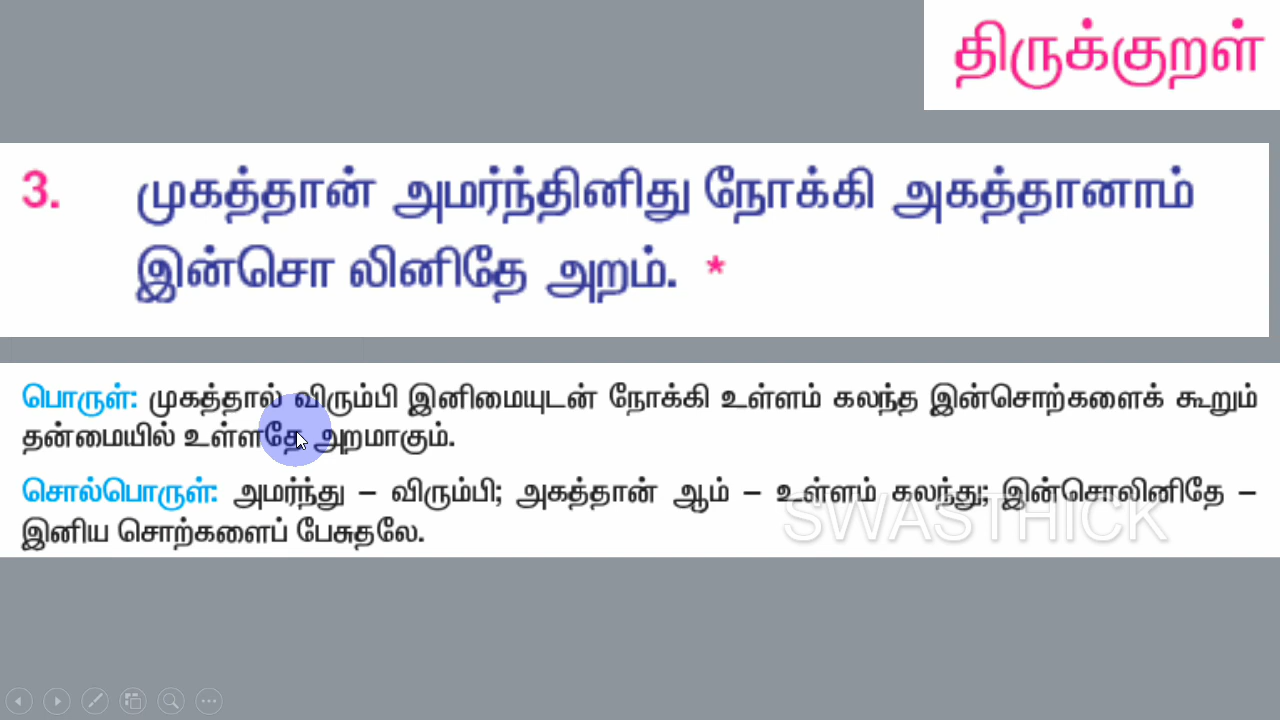 திருக்குறள்
3. முகத்தான் அமர்ந்தினிது நோக்கி அகத்தானாம்
இன்சொ லினிதே அறம். *
பொருள்: முகத்தால் விரும்பி இனிமையுடன் நோக்கி உள்ளம் கலந்த இன்சொற்களைக் கூறும்
தன்மையில் உள்ளதே அறமாகும்.
சொல்பொருள்: அமர்ந்து – விரும்பி; அகத்தான் ஆம் – உள்ளம் கலந்து; இன்சொலினிதே –
இனிய சொற்களைப் பேசுதலே.
SWASTHICK